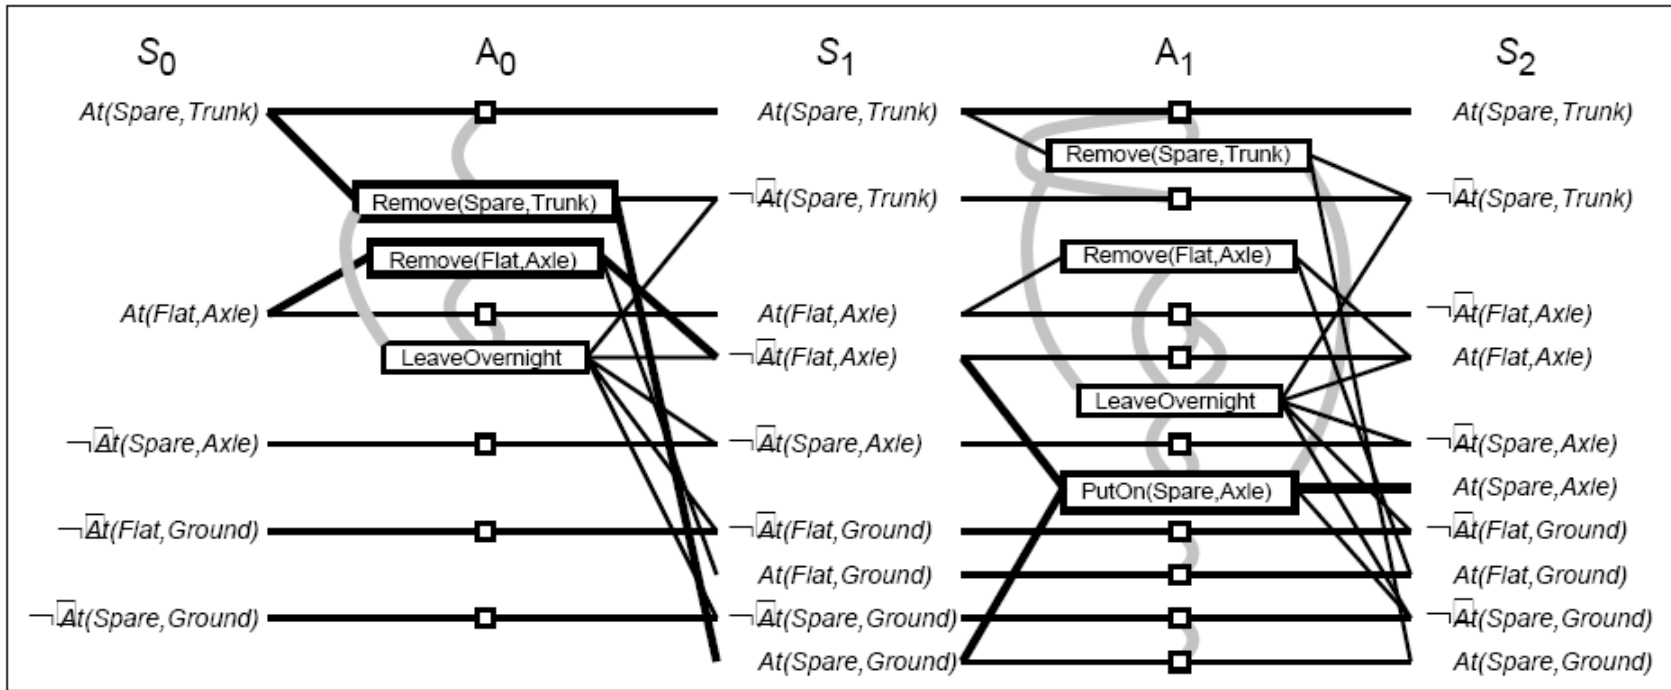 S0 A0 S1 A1 S2
At(Spare,Trunk) At(Spare,Trunk) At(Spare,Trunk)
Remove(Spare,Trunk)
Remove(Spare,Trunk) ¬At(Spare,Trunk) ¬At(Spare,Trunk)
Remove(Flat,Axle) Remove(Flat,Axle)
At(Flat,Axle) At(Flat,Axle) ¬At(Flat,Axle)
LeaveOvernight ¬At(Flat,Axle) At(Flat,Axle)
LeaveOvernight
¬At(Spare,Axle) ¬At(Spare,Axle) ¬At(Spare,Axle)
PutOn(Spare,Axle) At(Spare,Axle)
¬At(Flat,Ground) ¬At(Flat,Ground) ¬At(Flat,Ground)
At(Flat,Ground) At(Flat,Ground)
¬At(Spare,Ground) ¬At(Spare,Ground) ¬At(Spare,Ground)
At(Spare,Ground) At(Spare,Ground)